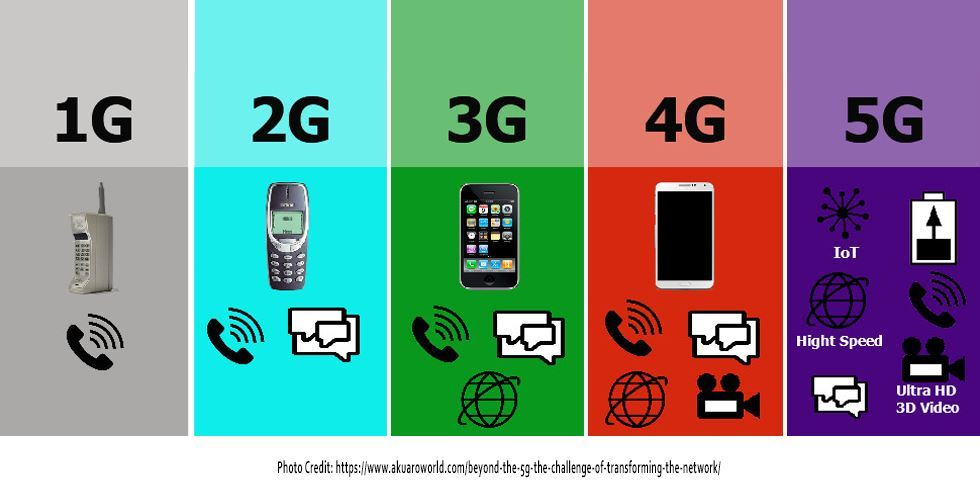 1G
2G
3G
4G
5G
IoT
Hight Speed
Ultra HD
3D Video
Photo Credit: https://www.akuaroworld.com/beyond-the-5g-the-challenge-of-transforming-the-network/